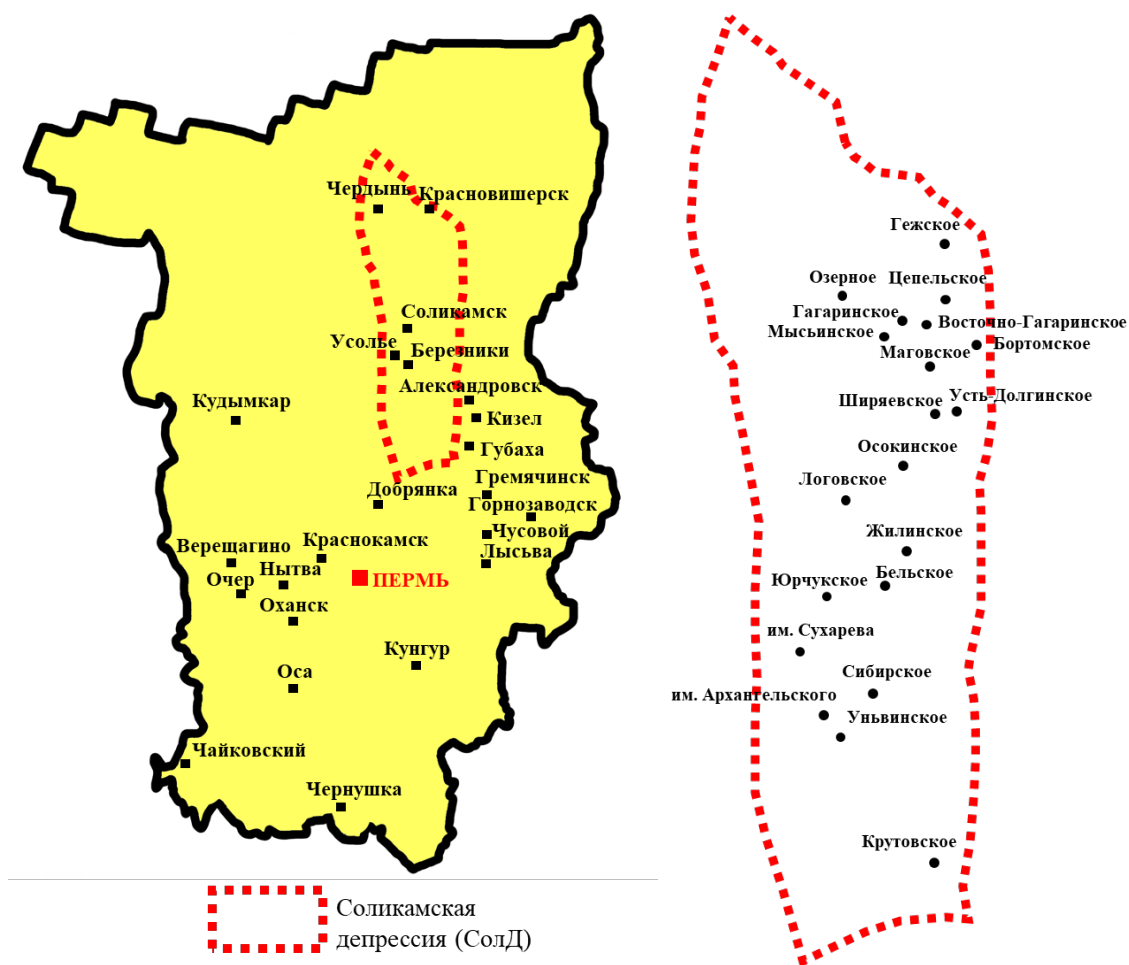 Чердынь
Красновишерск
Соликамск
Усолье
Березники
Александровск
Кудымкар
Кизел
Губаха
Гремячинск
Добрянка
Горнозаводск
Чусовой
Лысьва
Краснокамск
Верещагино
Нытва
Очер
ПЕРМЬ
Оханск
Кунгур
Оса
Чайковский
Чернушка
Соликамская
депрессия (СолД)
Гежское
Озерное
Цепельское
Гагаринское
Восточно-Гагаринское
Мысьинское
Бортомское
Маговское
Ширяевское
Усть-Долгинское
Осокинское
Логовское
Жилинское
Юрчукское
Бельское
им. Сухарева
Сибирское
им. Архангельского
Уньвинское
Крутовское